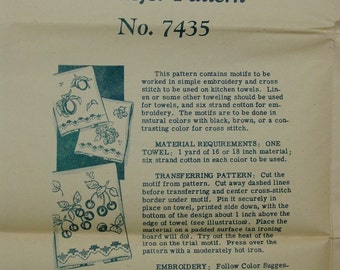 Pattern
No. 7435
This pattern contains motifs to be
worked in simple embroidery and cross
stitch to be used on kitchen towels. Lin-
en or some other toweling should be
used for towels, and six strand cotton for em-
broidery. The motifs are to be done in
natural colors with black, brown, or a con-
trasting color for cross stitch.
MATERIAL REQUIREMENTS: ONE
TOWEL: 1 yard of 16 or 18 inch material;
six strand cotton in each color to be used.
TRANSFERRING PATTERN: Cut the
motif from pattern. Cut away dashed lines
before transferring and center cross-stitch
border under motif. Pin it securely in
place on towel, printed side down, with the
bottom of the design about 1 inch above the
edge of towel (see illustration). Place the
material on a padded surface (an ironing
board will do). Try out the heat of the
iron on the trial motif. Press over the
pattern with a moderately hot iron.
EMBROIDERY: Follow Color Sugges-